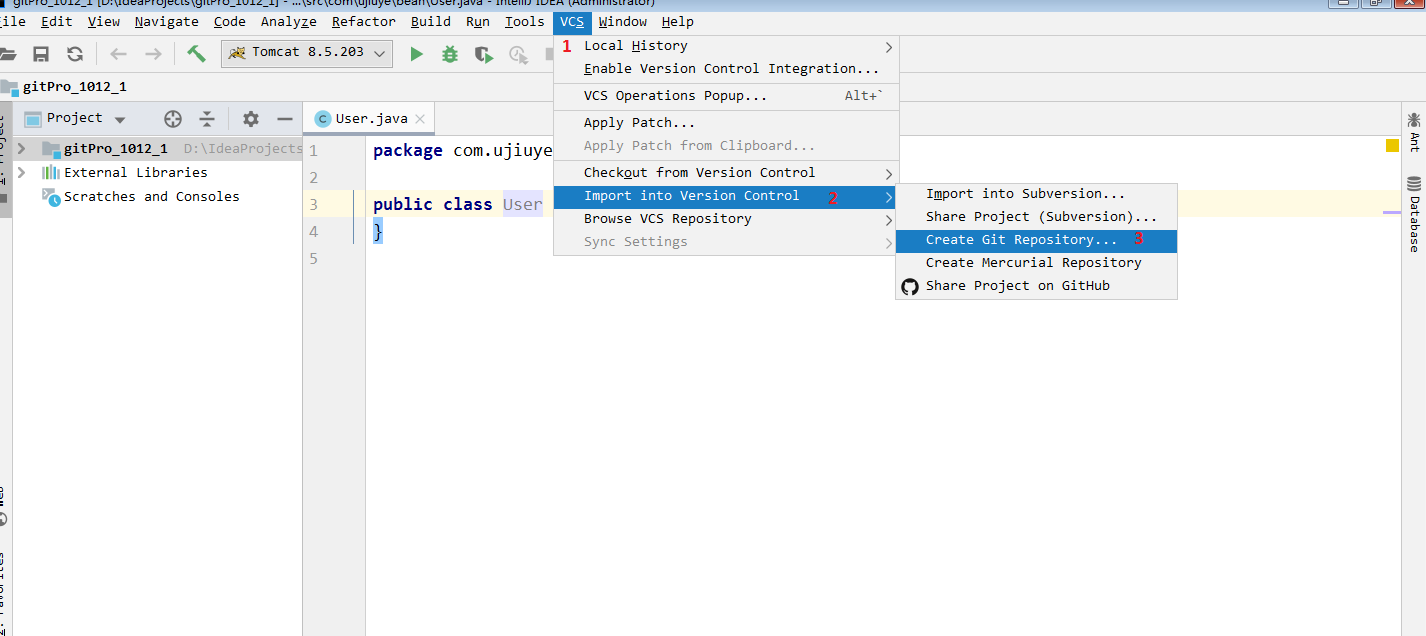 gitPro_1012_1 [D:\IdeaProjects\gitPro_1012_1] - ...\src\com\ujiuye\bean\User.java - IntelliJ IDEA (Administrator)
File Edit View Navigate Code Analyze Refactor Build Run Tools VCS Window Help
Tomcat 8.5.203
gitPro_1012_1
Project
User.java
gitPro_1012_1 D:\IdeaProjects
External Libraries
Scratches and Consoles
1 package com.ujiuye
2
3 public class User
4 }
5
1 Local History
Enable Version Control Integration...
VCS Operations Popup... Alt+`
Apply Patch...
Apply Patch from Clipboard...
Checkout from Version Control
Import into Version Control 2
Browse VCS Repository
Sync Settings
Import into Subversion...
Share Project (Subversion)...
Create Git Repository... 3
Create Mercurial Repository
Share Project on GitHub
Ant
Database
Web